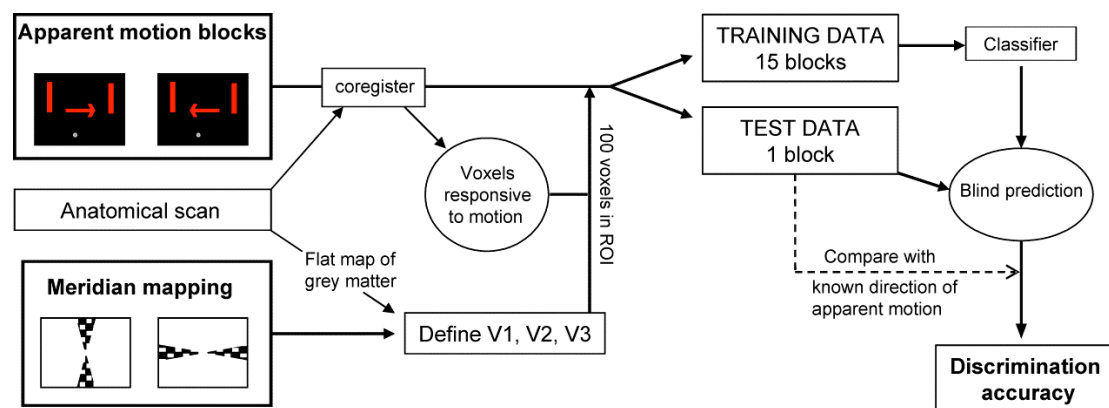 Apparent motion blocks
coregister
TRAINING DATA
15 blocks
Classifier
TEST DATA
1 block
Voxels
responsive
to motion
100 voxels in ROI
Blind prediction
Anatomical scan
Flat map of
grey matter
Compare with
known direction of
apparent motion
Meridian mapping
Define V1, V2, V3
Discrimination
accuracy